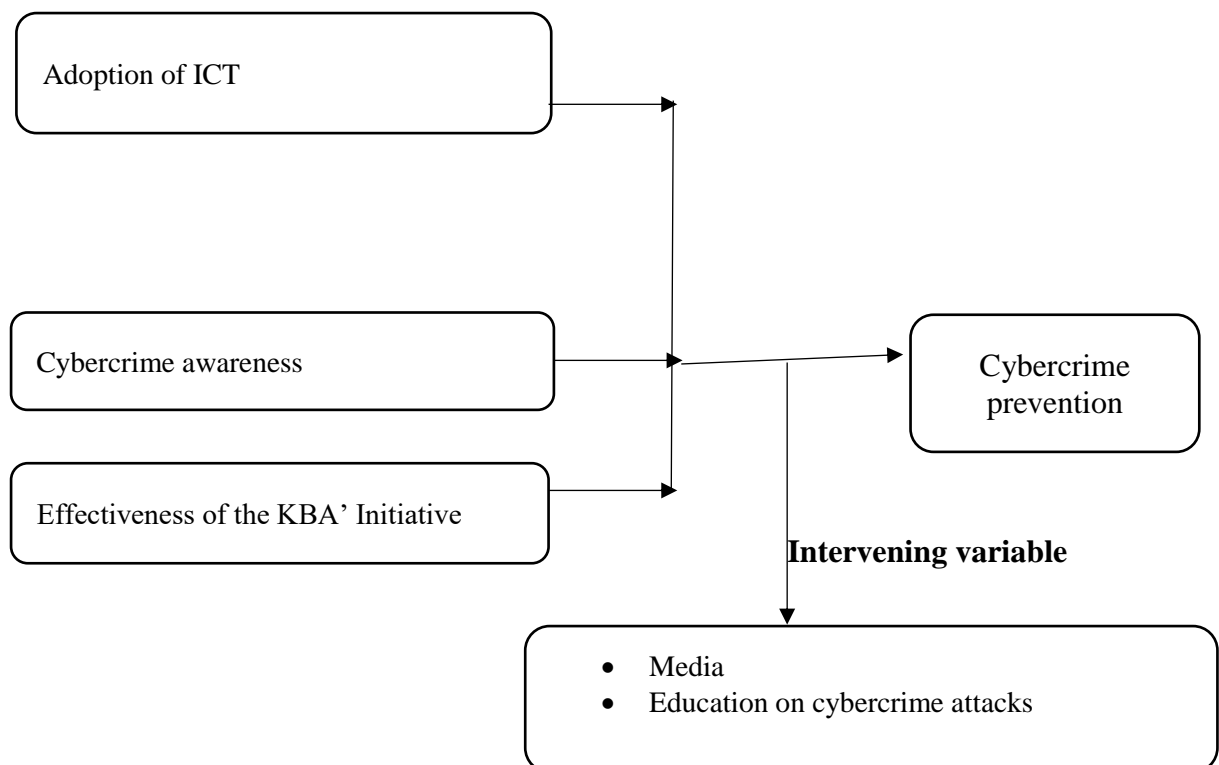 Adoption of ICT
Cybercrime awareness
Cybercrime
prevention
Effectiveness of the KBA’ Initiative
Intervening variable
• Media
• Education on cybercrime attacks